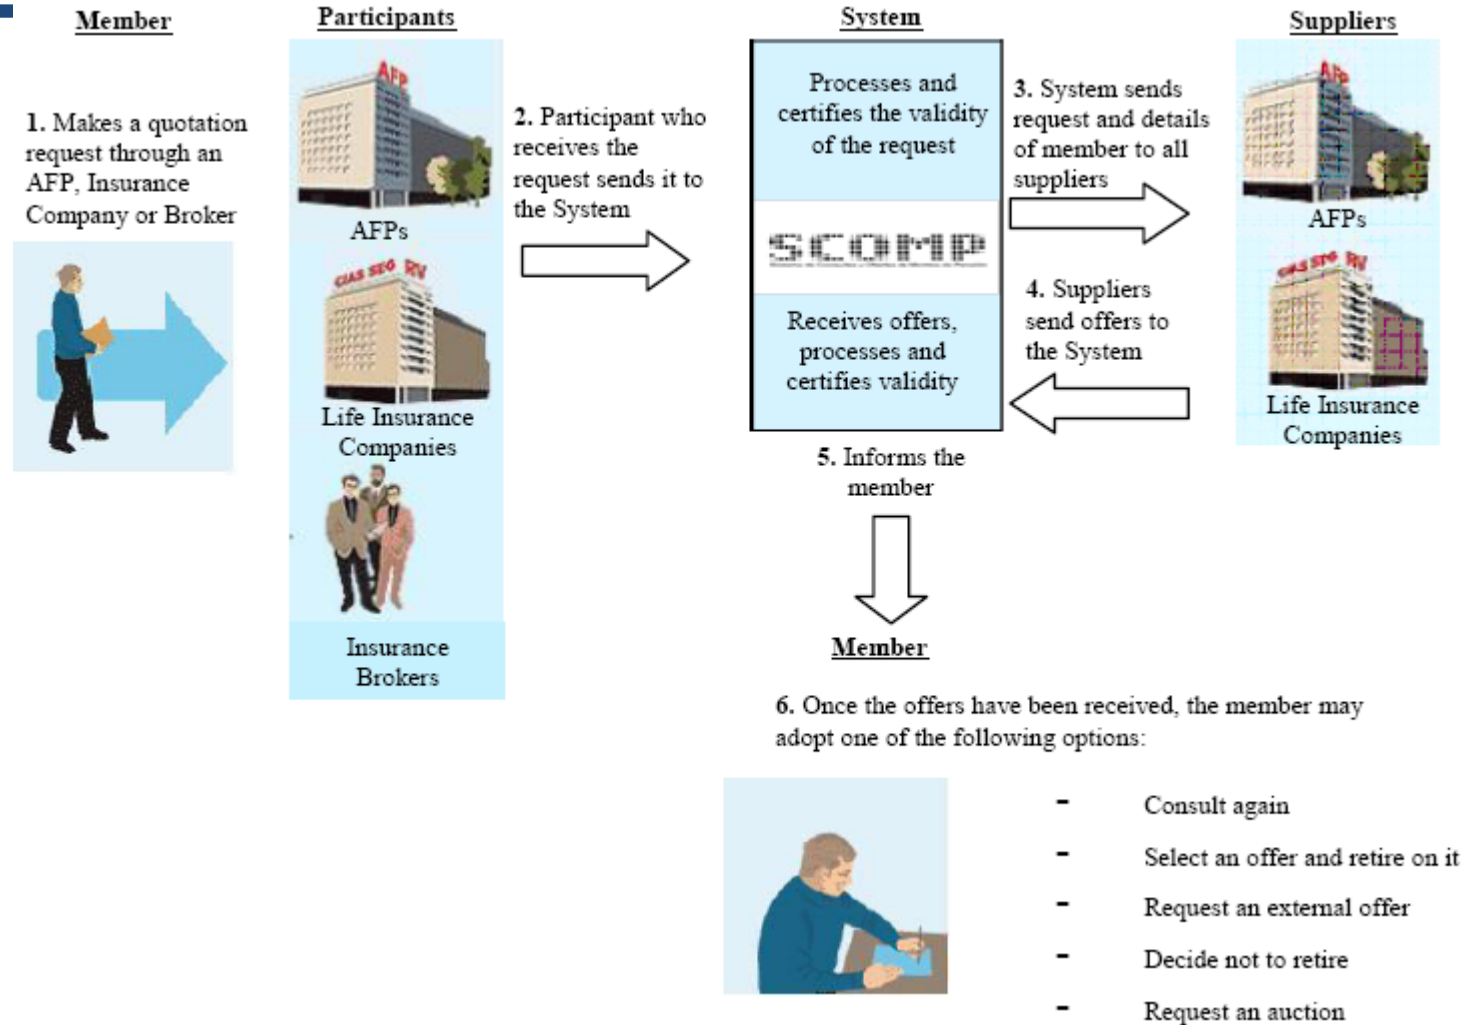 Member
1. Makes a quotation
request through an
AFP, Insurance
Company or Broker
Participants
AFP
AFPs
CIAS SEG RV
Life Insurance
Companies
Insurance
Brokers
2. Participant who
receives the
request sends it to
the System
System
Processes and
certifies the validity
of the request
SCOMP
Receives offers,
processes and
certifies validity
3. System sends
request and details
of member to all
suppliers
4. Suppliers
send offers to
the System
Suppliers
AFP
AFPs
CIAS SEG RV
Life Insurance
Companies
5. Informs the
member
Member
6. Once the offers have been received, the member may
adopt one of the following options:
- Consult again
- Select an offer and retire on it
- Request an external offer
- Decide not to retire
- Request an auction